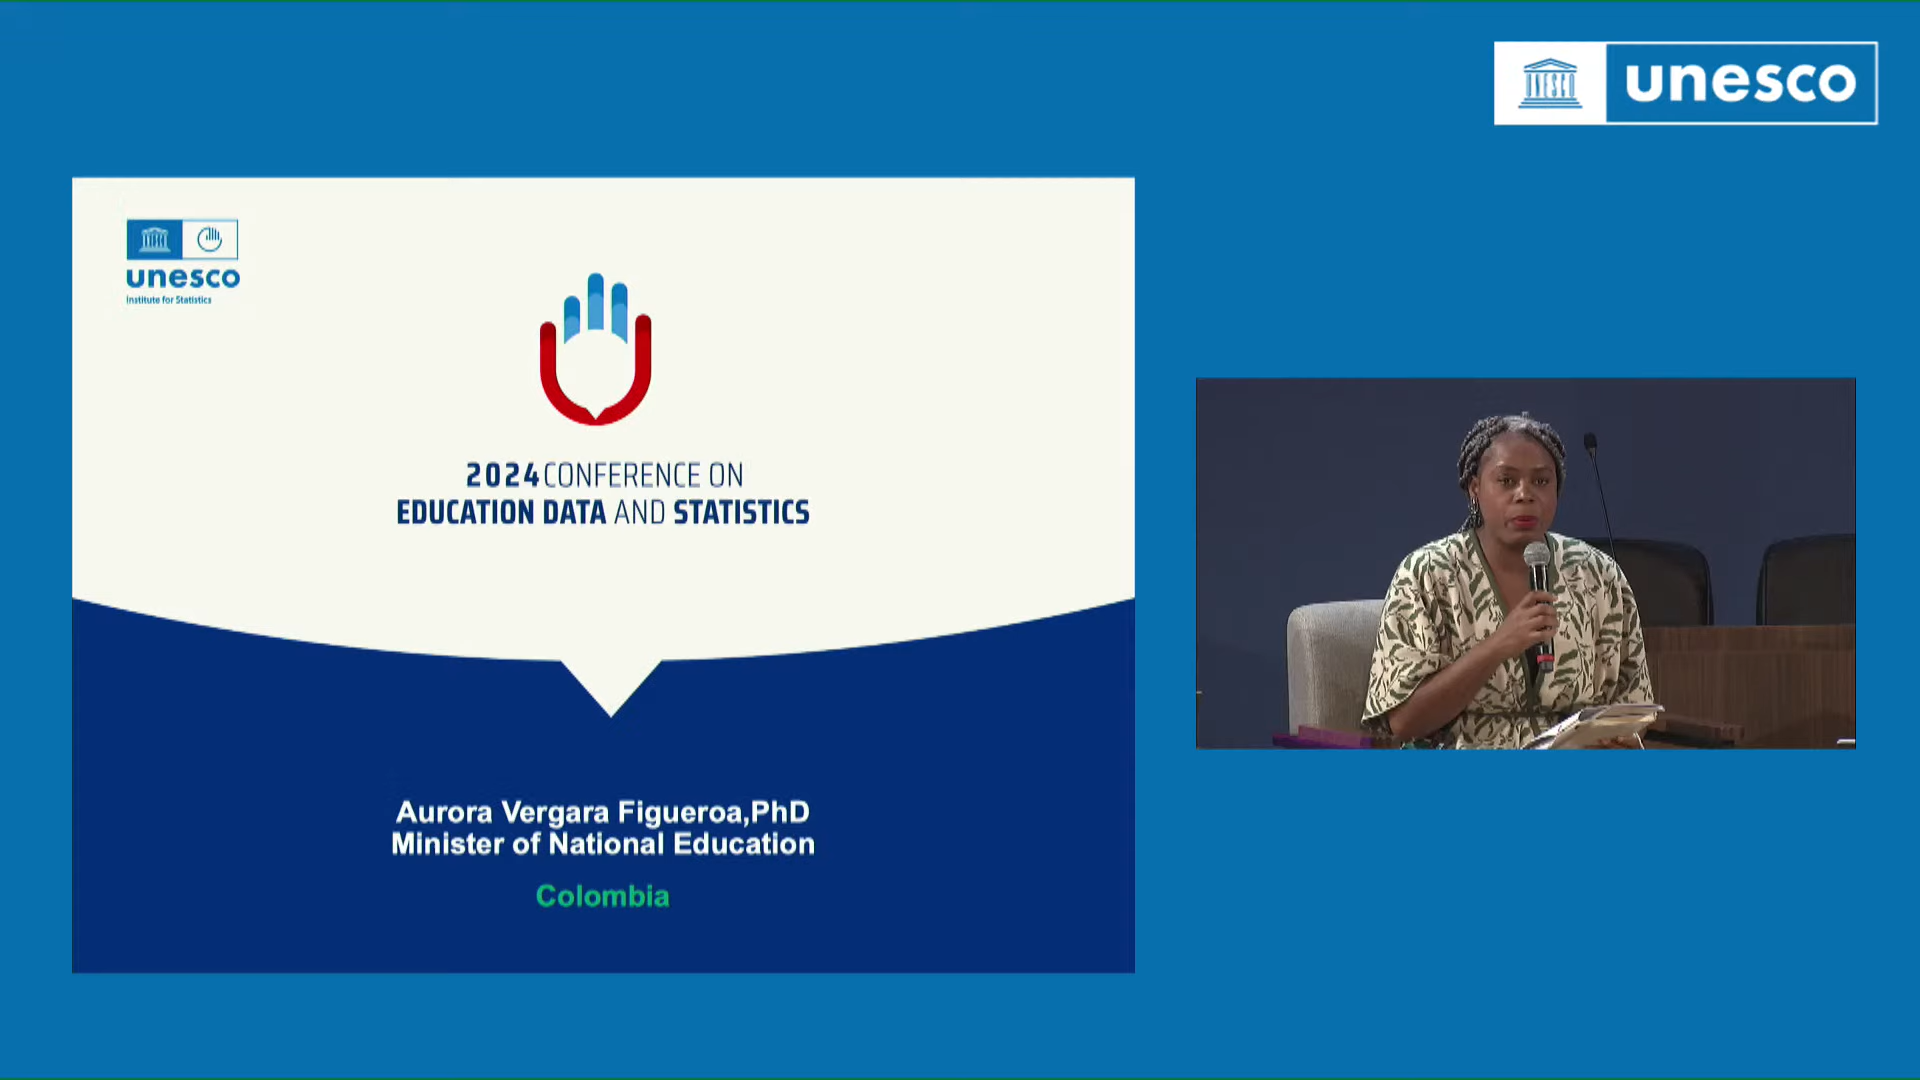 UNESCO
unesco
unesco
Institute for Statistics
2024 CONFERENCE ON
EDUCATION DATA AND STATISTICS
Aurora Vergara Figueroa,PhD
Minister of National Education
Colombia